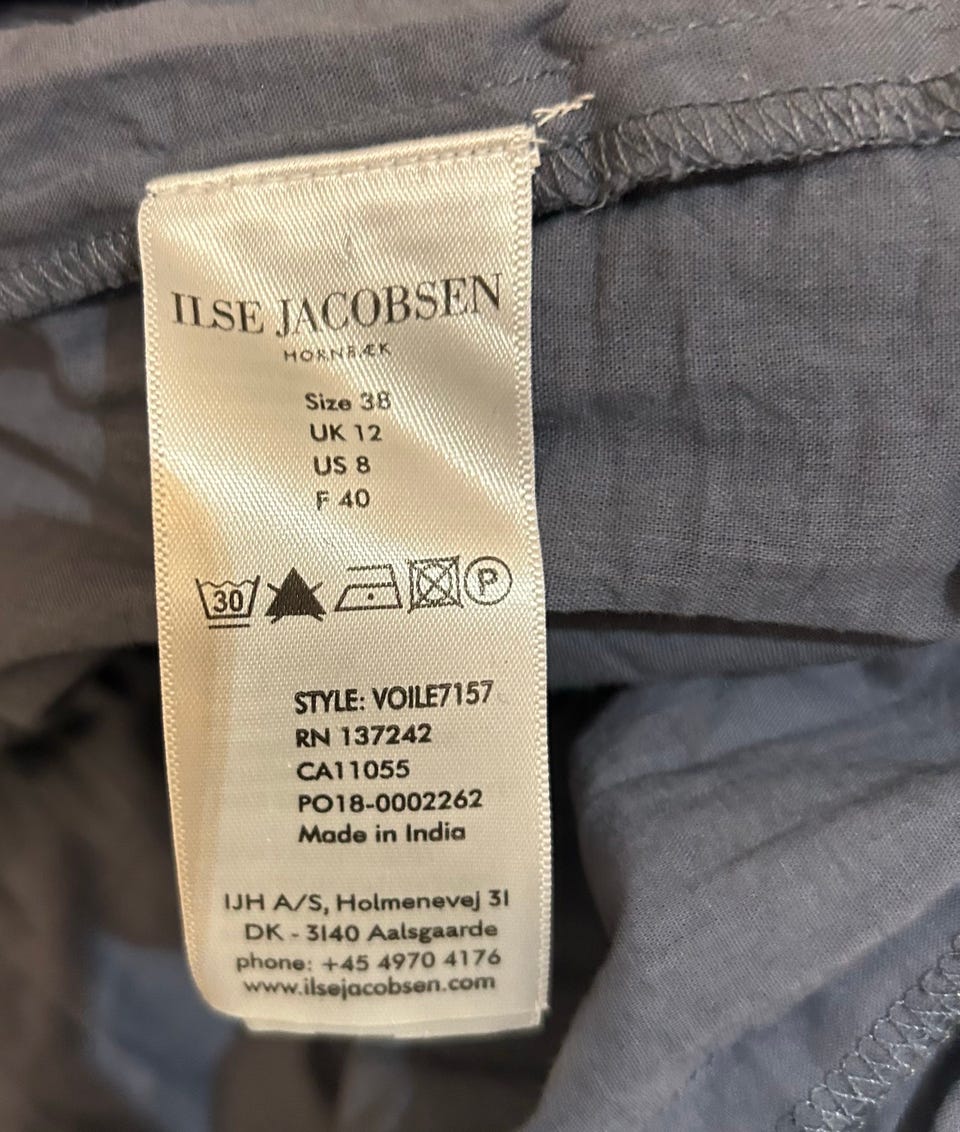 ILSE JACOBSEN
HORNBÆK
Size 38
UK 12
US 8
F 40
30 P
STYLE: VOILE7157
RN 137242
CA11055
PO18-0002262
Made in India
IJH A/S, Holmenevej 31
DK - 3140 Aalsgaarde
phone: +45 4970 4176
www.ilsejacobsen.com